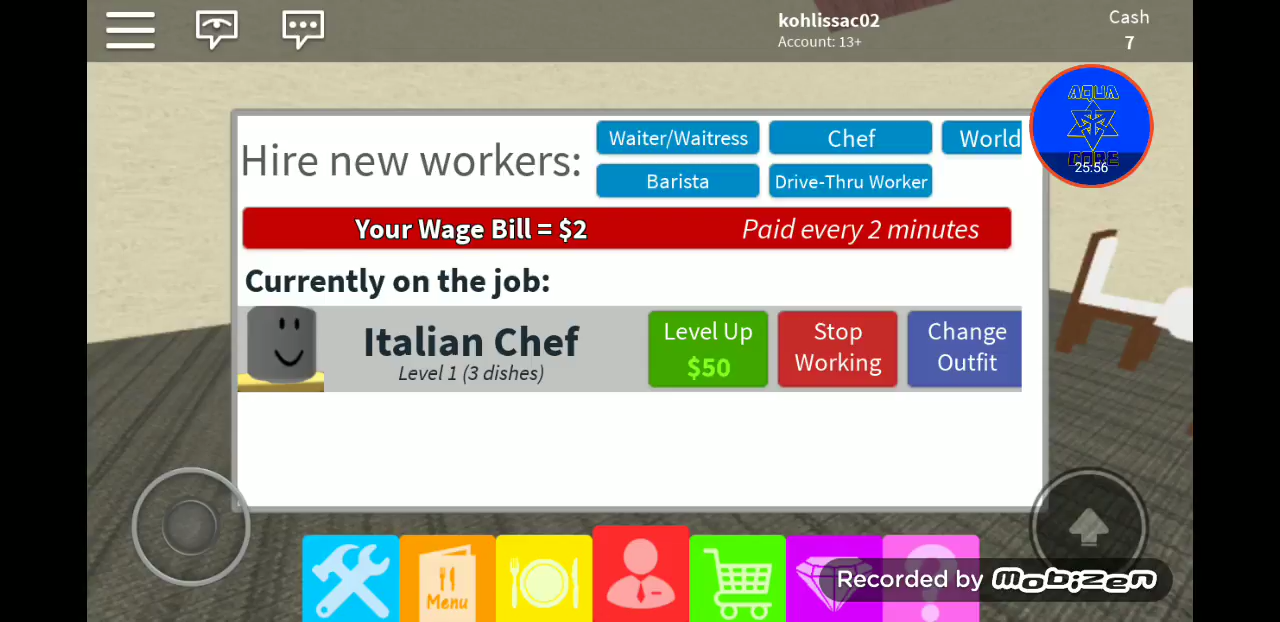 kohlissac02
Account: 13+
Cash
7
AQUA
CORE
25:56
Hire new workers:
Waiter/Waitress
Chef
World
Barista
Drive-Thru Worker
Your Wage Bill = $2
Paid every 2 minutes
Currently on the job:
Italian Chef
Level 1 (3 dishes)
Level Up
$50
Stop
Working
Change
Outfit
Menu
?
Recorded by Mobizen